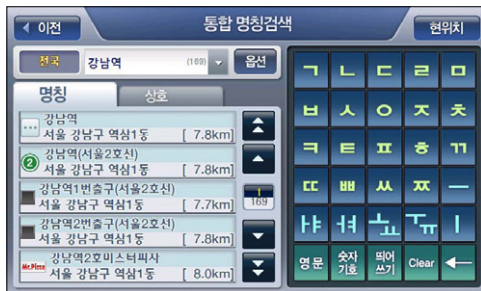 이전 통합 명칭검색 현위치
전국 강남역 (169) 옵션
명칭 상호
강남역
서울 강남구 역삼1동 [ 7.8km]
강남역(서울2호선)
2
서울 강남구 역삼1동 [ 7.8km]
강남역1번출구(서울2호선)
서울 강남구 역삼1동 [ 7.7km]
강남역2번출구(서울2호선)
서울 강남구 역삼1동 [ 7.8km]
강남역2호미스터피자
Mr.Pizza
서울 강남구 역삼1동 [ 8.0km]
1
169
ㄱ ㄴ ㄷ ㄹ ㅁ
ㅂ ㅅ ㅇ ㅈ ㅊ
ㅋ ㅌ ㅍ ㅎ ㄲ
ㄸ ㅃ ㅆ ㅉ ㅡ
ㅑ ㅕ ㅛ ㅠ ㅣ
영문 숫자 기호 띄어 쓰기 Clear